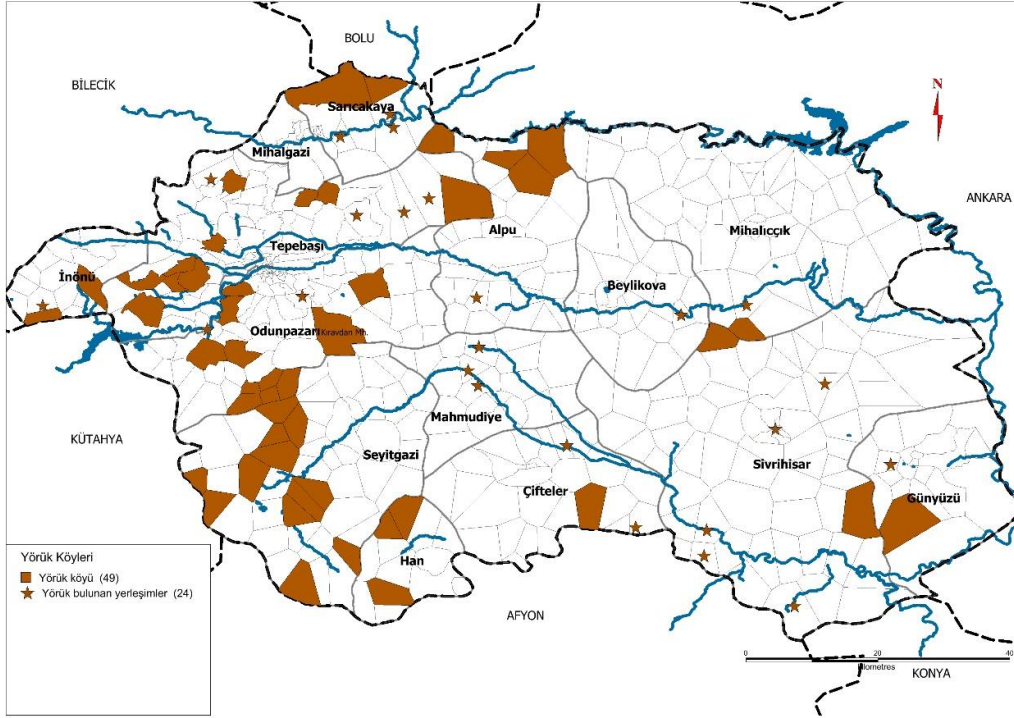 BOLU
BİLECİK
N
Sarıcakaya
Mihalgazi
ANKARA
Alpu
Mihalıccık
Tepebaşı
İnönü
Beylikova
Odunpazarı
Kıravdan Mh.
Mahmudiye
KÜTAHYA
Seyitgazi
Sivrihisar
Çifteler
Günyüzü
Han
Yörük Köyleri
Yörük köyü (49)
Yörük bulunan yerleşimler (24)
AFYON
0 20 40
kilometres
KONYA